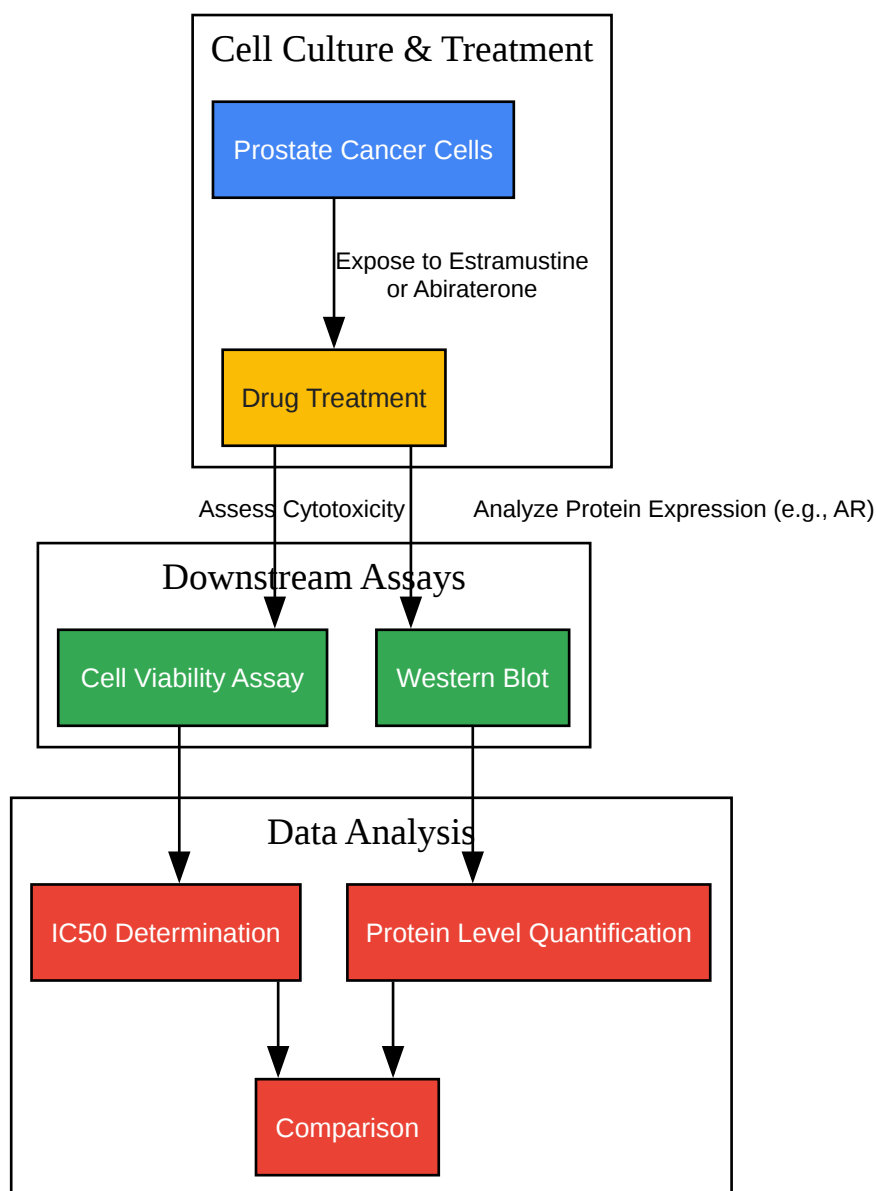 Cell Culture & Treatment
Prostate Cancer Cells
Expose to Estramustine
or Abiraterone
Drug Treatment
Assess Cytotoxicity
Analyze Protein Expression (e.g., AR)
Downstream Assays
Cell Viability Assay
Western Blot
Data Analysis
IC50 Determination
Protein Level Quantification
Comparison